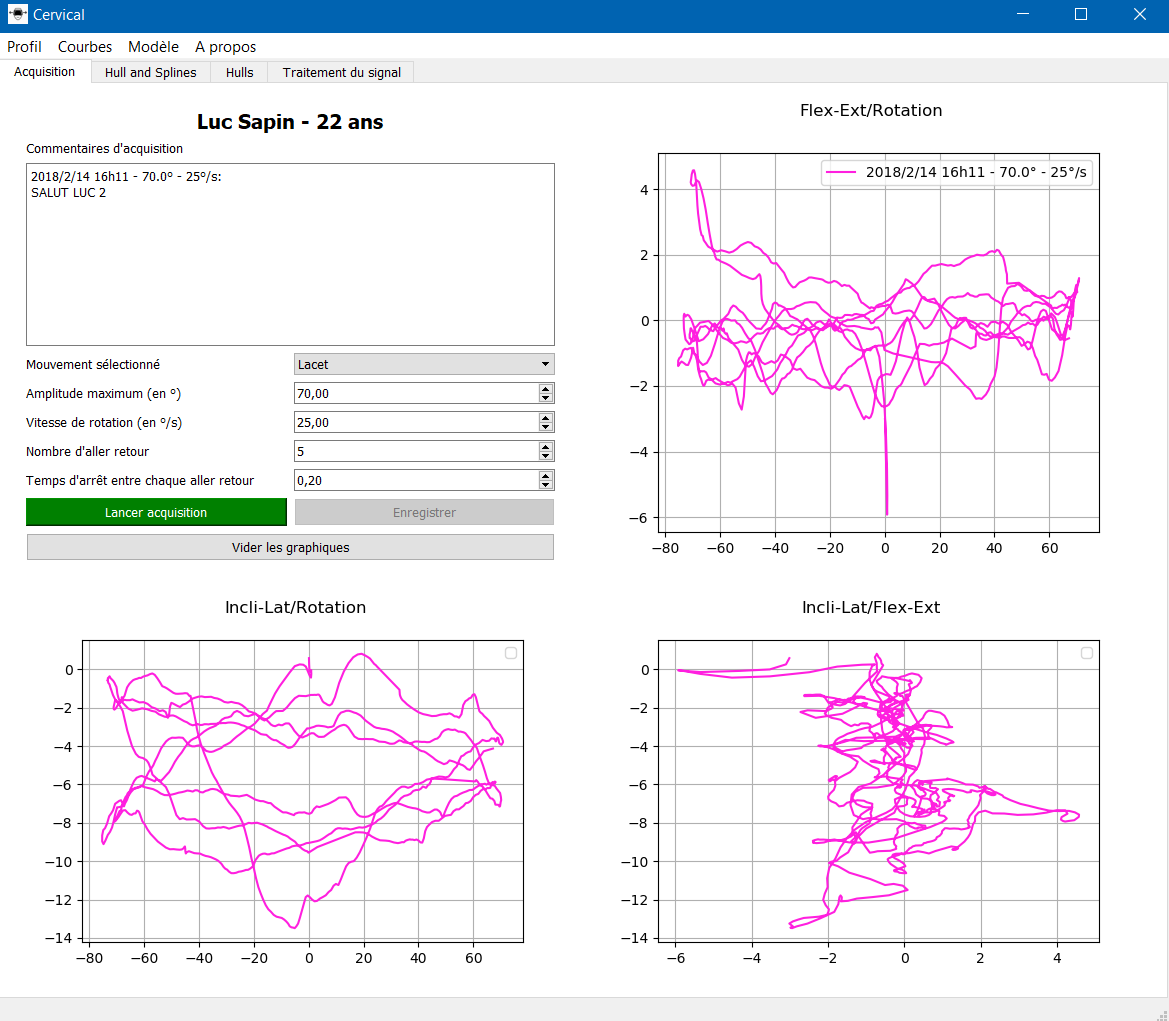 Cervical
Profil Courbes Modèle A propos
Acquisition Hull and Splines Hulls Traitement du signal
Luc Sapin - 22 ans
Commentaires d'acquisition
2018/2/14 16h11 - 70.0° - 25°/s:
SALUT LUC 2
Mouvement sélectionné Lacet
Amplitude maximum (en °) 70,00
Vitesse de rotation (en °/s) 25,00
Nombre d'aller retour 5
Temps d'arrêt entre chaque aller retour 0,20
Lancer acquisition Enregistrer
Vider les graphiques
Flex-Ext/Rotation
2018/2/14 16h11 - 70.0° - 25°/s
4
2
0
−2
−4
−6
−80 −60 −40 −20 0 20 40 60
Incli-Lat/Rotation
0
−2
−4
−6
−8
−10
−12
−14
−80 −60 −40 −20 0 20 40 60
Incli-Lat/Flex-Ext
0
−2
−4
−6
−8
−10
−12
−14
−6 −4 −2 0 2 4